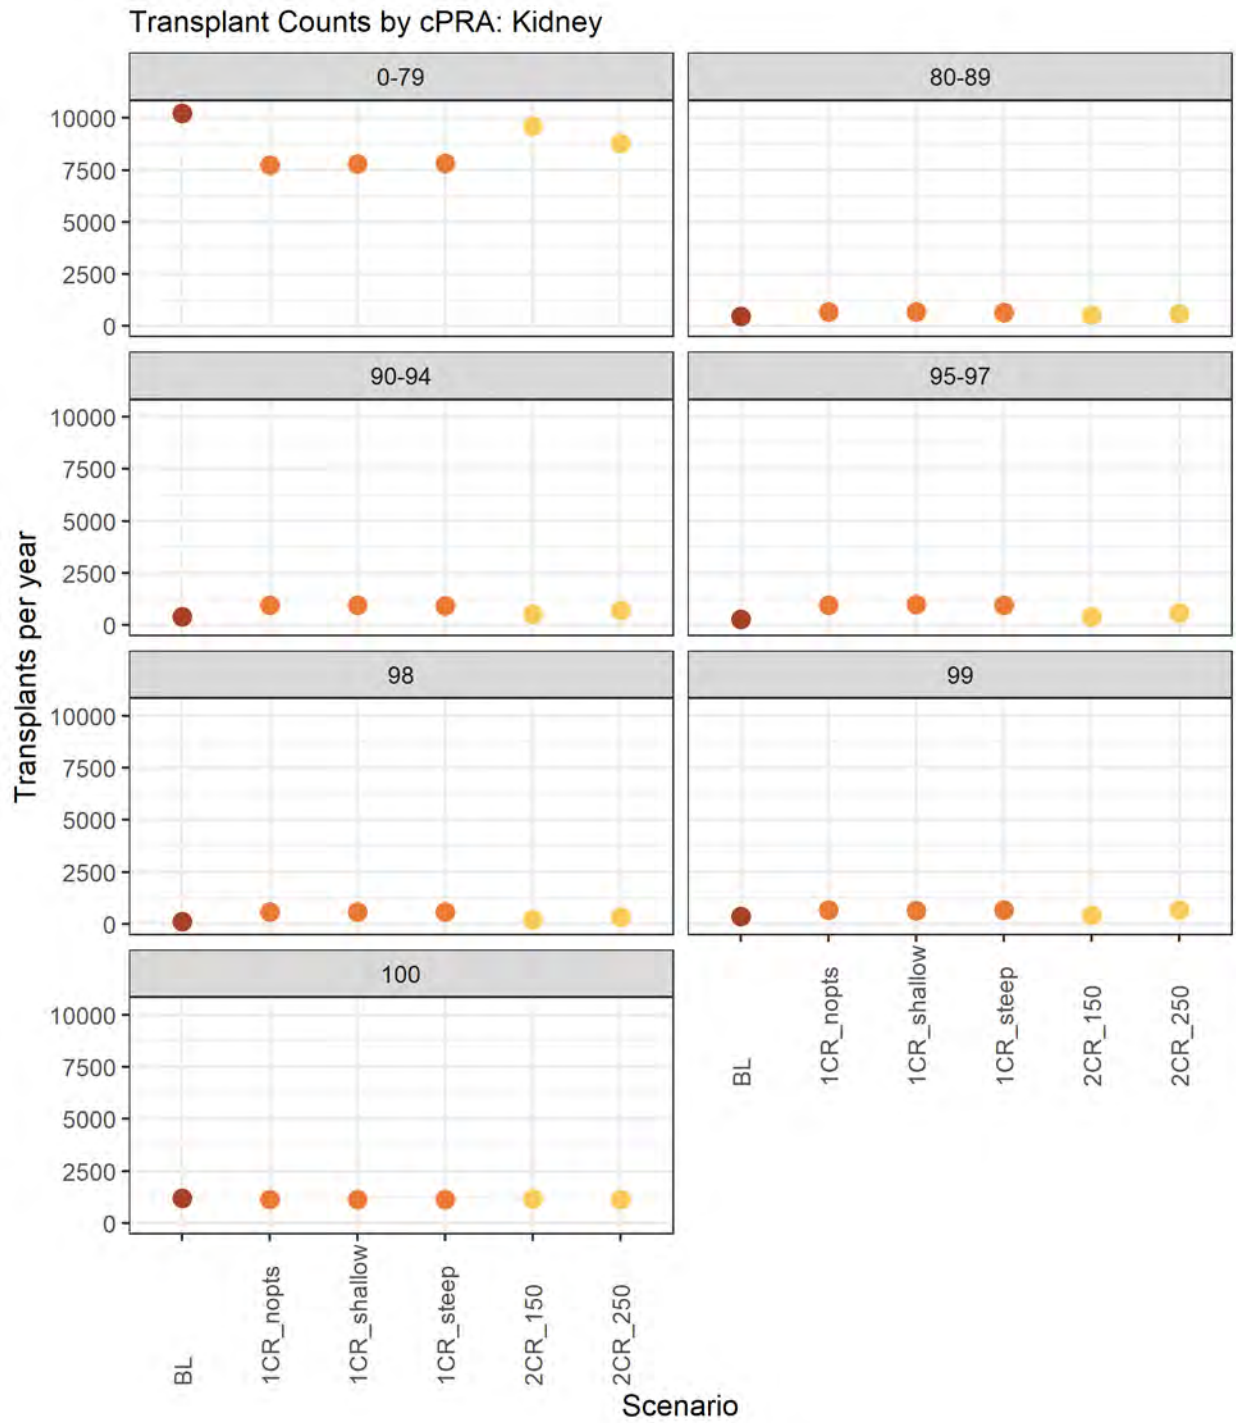 Transplant Counts by cPRA: Kidney
0-79
80-89
10000
7500
5000
2500
0
90-94
95-97
10000
7500
5000
2500
0
98
99
10000
7500
5000
2500
0
BL
1CR_nopts
1CR_shallow
1CR_steep
2CR_150
2CR_250
100
10000
7500
5000
2500
0
BL
1CR_nopts
1CR_shallow
1CR_steep
2CR_150
2CR_250
Transplants per year
Scenario